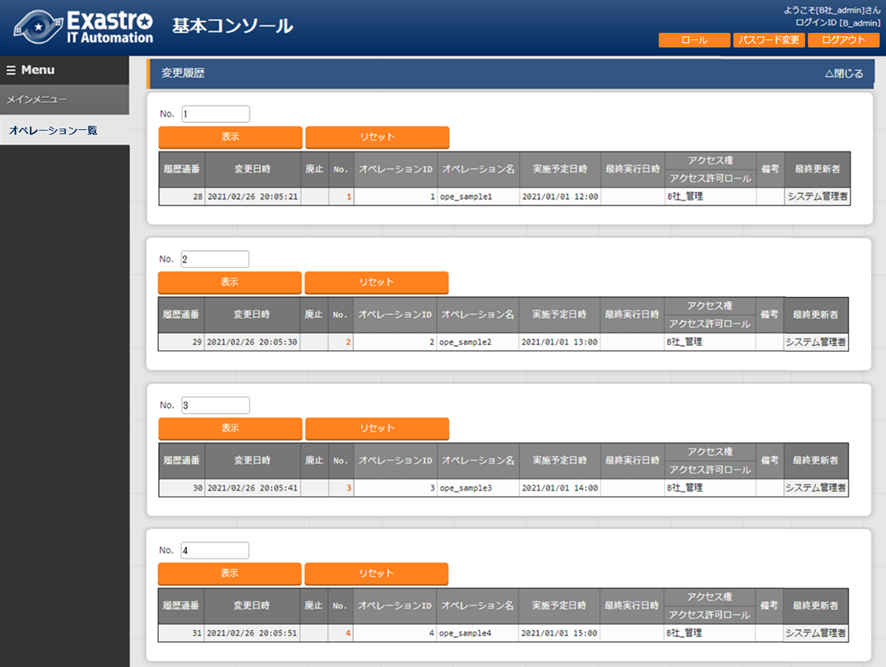 Exastro
IT Automation
基本コンソール
ようこそ[B社_admin]さん
ログインID [B_admin]
ロール パスワード変更 ログアウト
☰ Menu
メインメニュー
オペレーション一覧
変更履歴 △閉じる
No. 1
表示 リセット
履歴通番 変更日時 廃止 No. オペレーションID オペレーション名 実施予定日時 最終実行日時 アクセス権 備考 最終更新者
アクセス許可ロール
28 2021/02/26 20:05:21 1 1 ope_sample1 2021/01/01 12:00 B社_管理 システム管理者
No. 2
表示 リセット
履歴通番 変更日時 廃止 No. オペレーションID オペレーション名 実施予定日時 最終実行日時 アクセス権 備考 最終更新者
アクセス許可ロール
29 2021/02/26 20:05:30 2 2 ope_sample2 2021/01/01 13:00 B社_管理 システム管理者
No. 3
表示 リセット
履歴通番 変更日時 廃止 No. オペレーションID オペレーション名 実施予定日時 最終実行日時 アクセス権 備考 最終更新者
アクセス許可ロール
30 2021/02/26 20:05:41 3 3 ope_sample3 2021/01/01 14:00 B社_管理 システム管理者
No. 4
表示 リセット
履歴通番 変更日時 廃止 No. オペレーションID オペレーション名 実施予定日時 最終実行日時 アクセス権 備考 最終更新者
アクセス許可ロール
31 2021/02/26 20:05:51 4 4 ope_sample4 2021/01/01 15:00 B社_管理 システム管理者